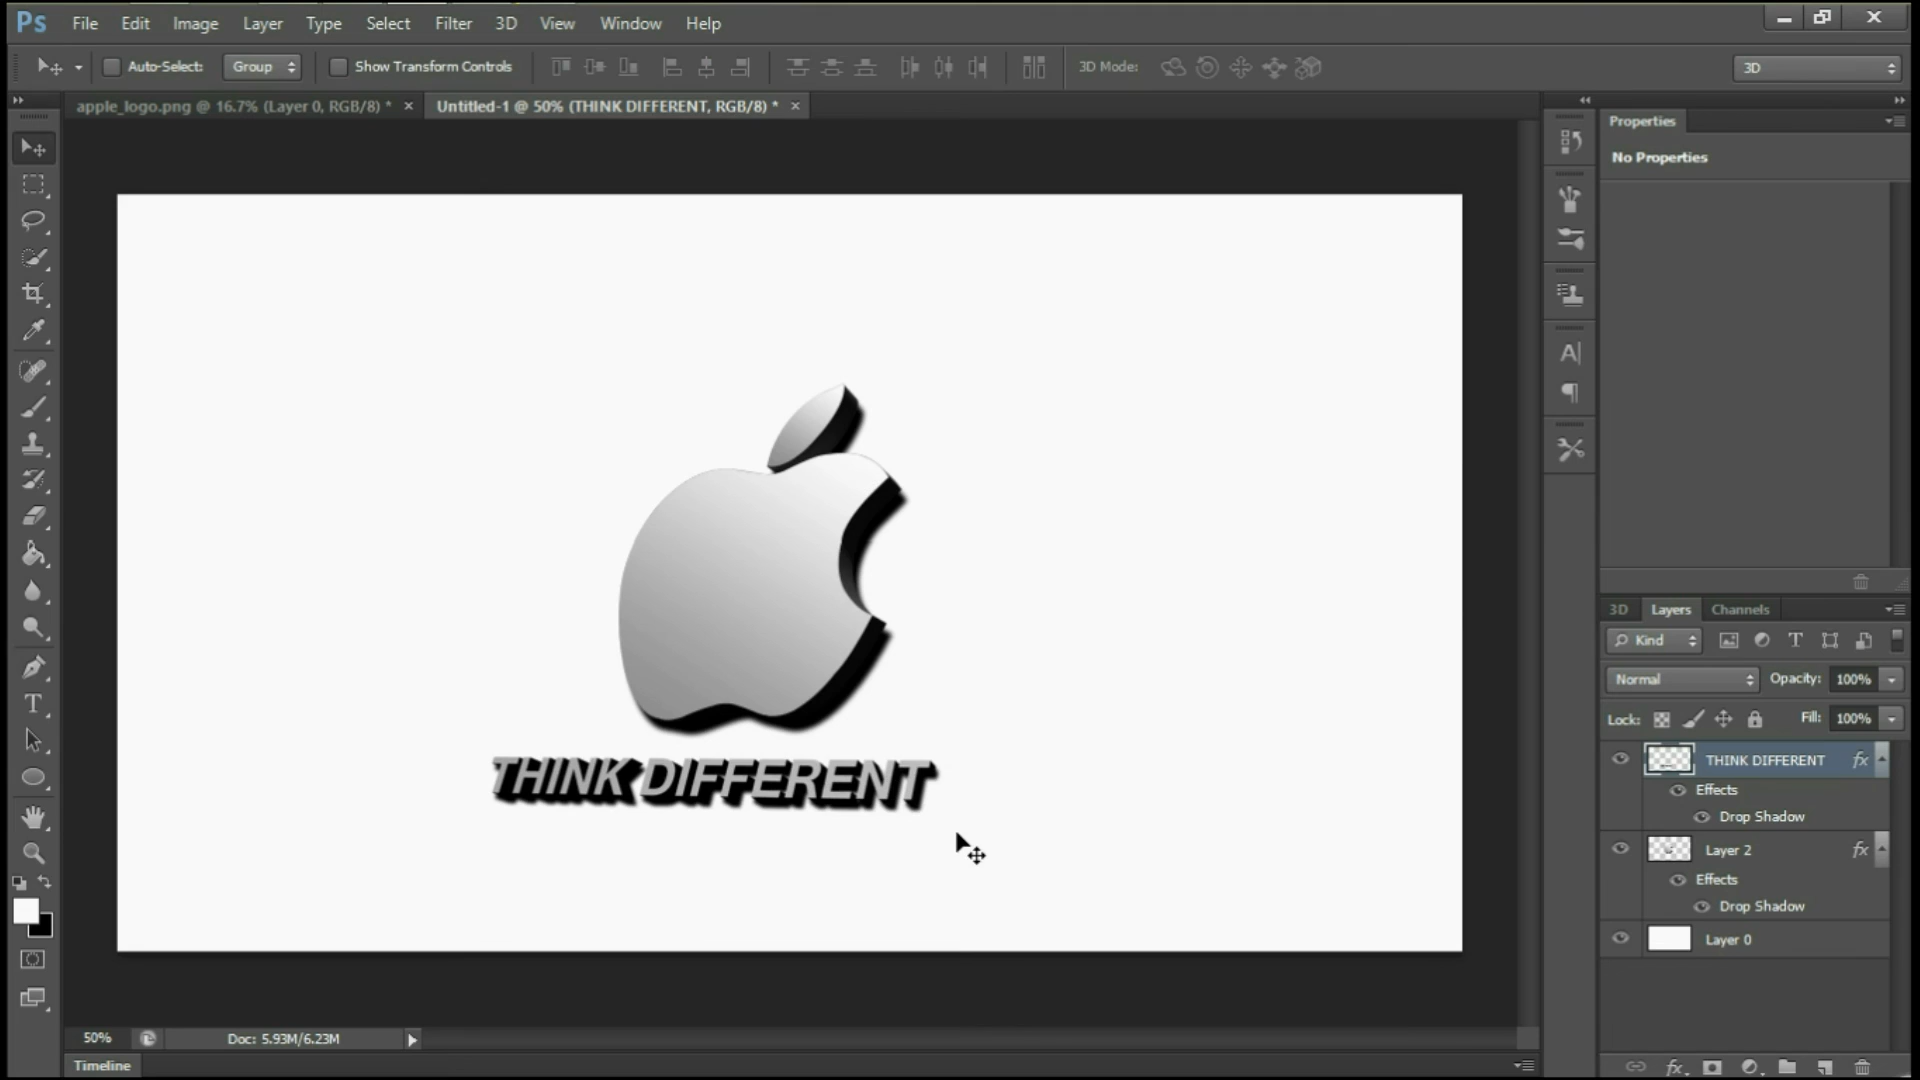 Ps File Edit Image Layer Select Filter 3D View Window Help
Auto-Select: Group Show Transform Controls 3D Mode: 3D
apple_logo.png @ 16.7% (Layer 0, RGB/8) * × Untitled-1 @ 50% (THINK DIFFERENT, RGB/8) * ×
Properties
No Properties
THINK DIFFERENT
3D Layers Channels
Kind
Normal Opacity: 100%
Lock: Fill: 100%
THINK DIFFERENT fx
Effects
Drop Shadow
Layer 2 fx
Effects
Drop Shadow
Layer 0
50% Doc: 5.93M/6.23M
Timeline